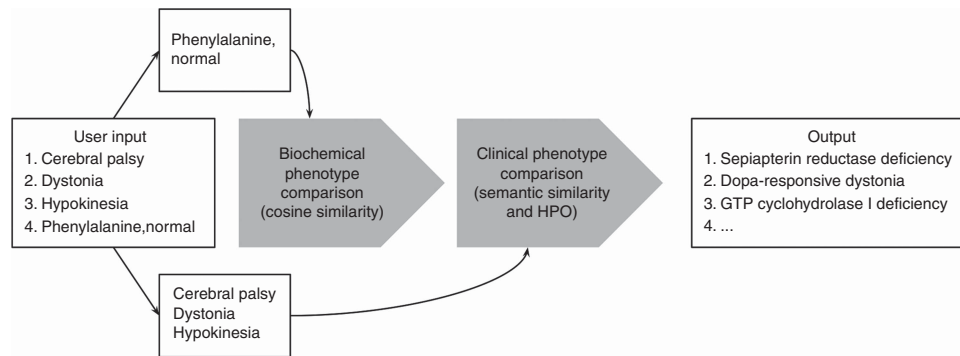 Phenylalanine,
normal
User input
1. Cerebral palsy
2. Dystonia
3. Hypokinesia
4. Phenylalanine,normal
Biochemical
phenotype
comparison
(cosine similarity)
Clinical phenotype
comparison
(semantic similarity
and HPO)
Output
1. Sepiapterin reductase deficiency
2. Dopa-responsive dystonia
3. GTP cyclohydrolase I deficiency
4. ...
Cerebral palsy
Dystonia
Hypokinesia